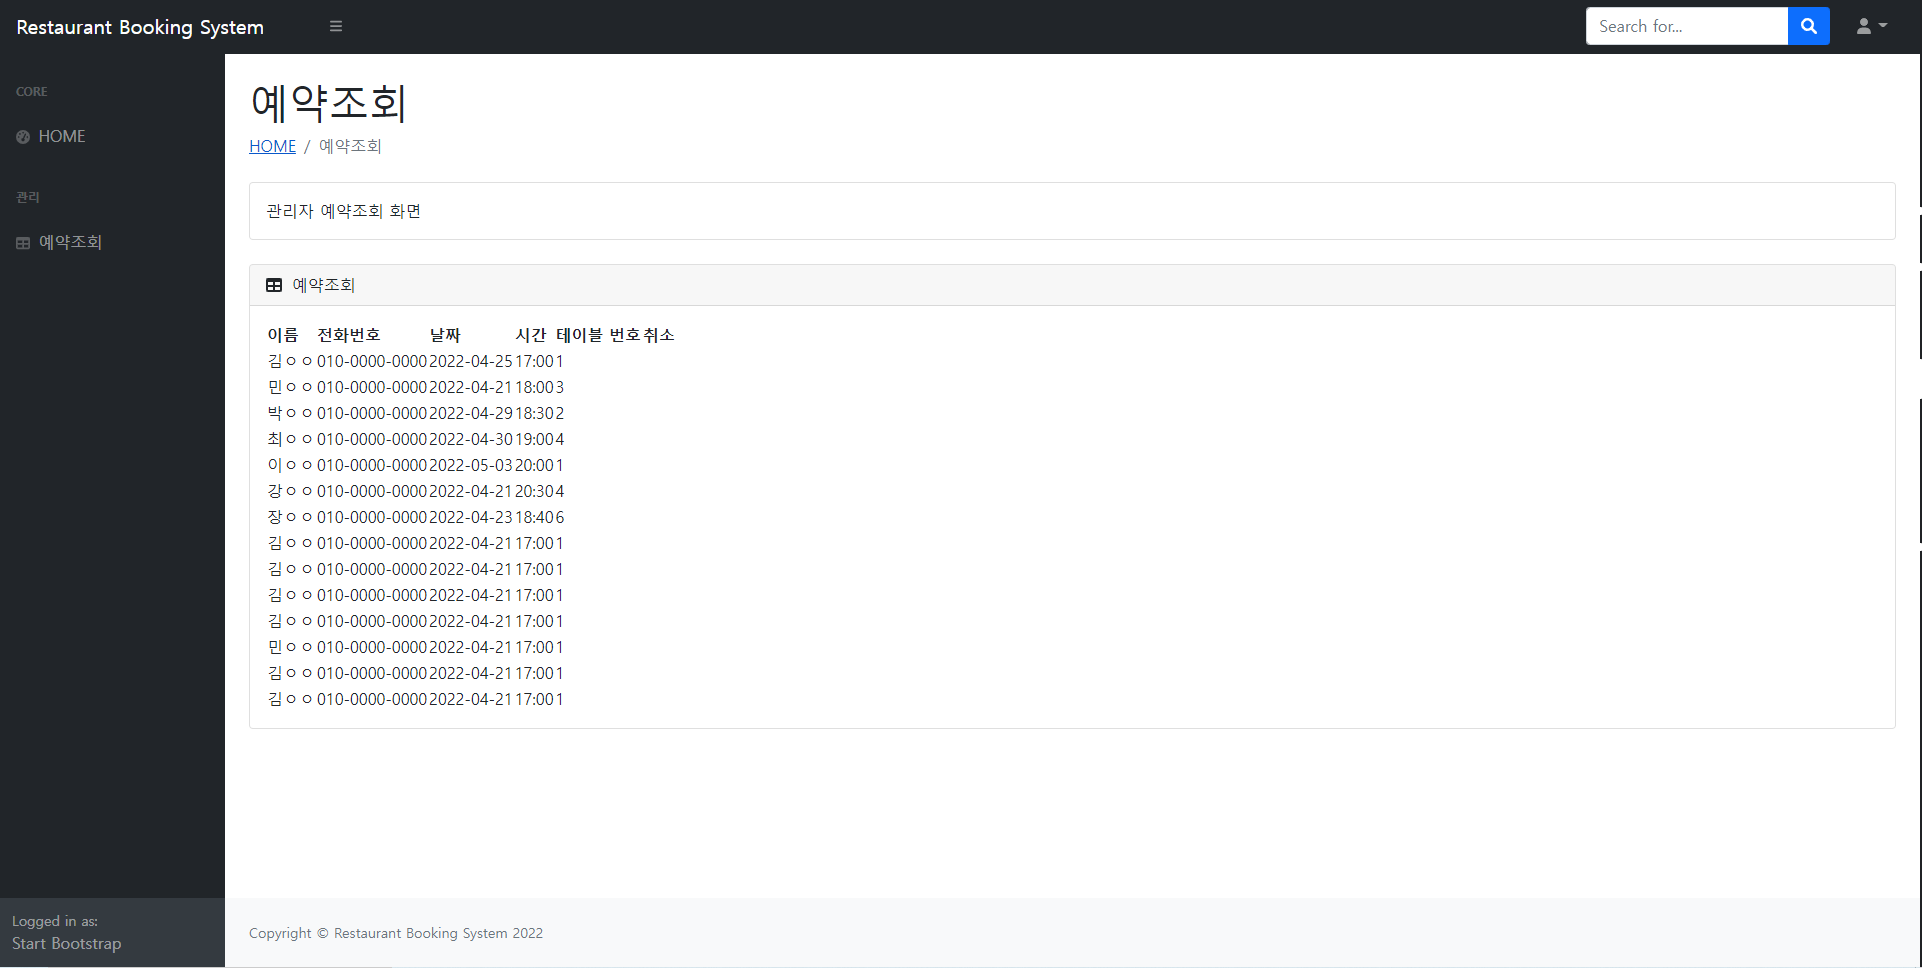 Restaurant Booking System
Search for...
CORE
HOME
관리
예약조회
예약조회
HOME / 예약조회
관리자 예약조회 화면
예약조회
이름 전화번호 날짜 시간 테이블 번호 취소
김ㅇㅇ 010-0000-0000 2022-04-25 17:00 1
민ㅇㅇ 010-0000-0000 2022-04-21 18:00 3
박ㅇㅇ 010-0000-0000 2022-04-29 18:30 2
최ㅇㅇ 010-0000-0000 2022-04-30 19:00 4
이ㅇㅇ 010-0000-0000 2022-05-03 20:00 1
강ㅇㅇ 010-0000-0000 2022-04-21 20:30 4
장ㅇㅇ 010-0000-0000 2022-04-23 18:40 6
김ㅇㅇ 010-0000-0000 2022-04-21 17:00 1
김ㅇㅇ 010-0000-0000 2022-04-21 17:00 1
김ㅇㅇ 010-0000-0000 2022-04-21 17:00 1
김ㅇㅇ 010-0000-0000 2022-04-21 17:00 1
민ㅇㅇ 010-0000-0000 2022-04-21 17:00 1
김ㅇㅇ 010-0000-0000 2022-04-21 17:00 1
김ㅇㅇ 010-0000-0000 2022-04-21 17:00 1
Logged in as:
Start Bootstrap
Copyright © Restaurant Booking System 2022